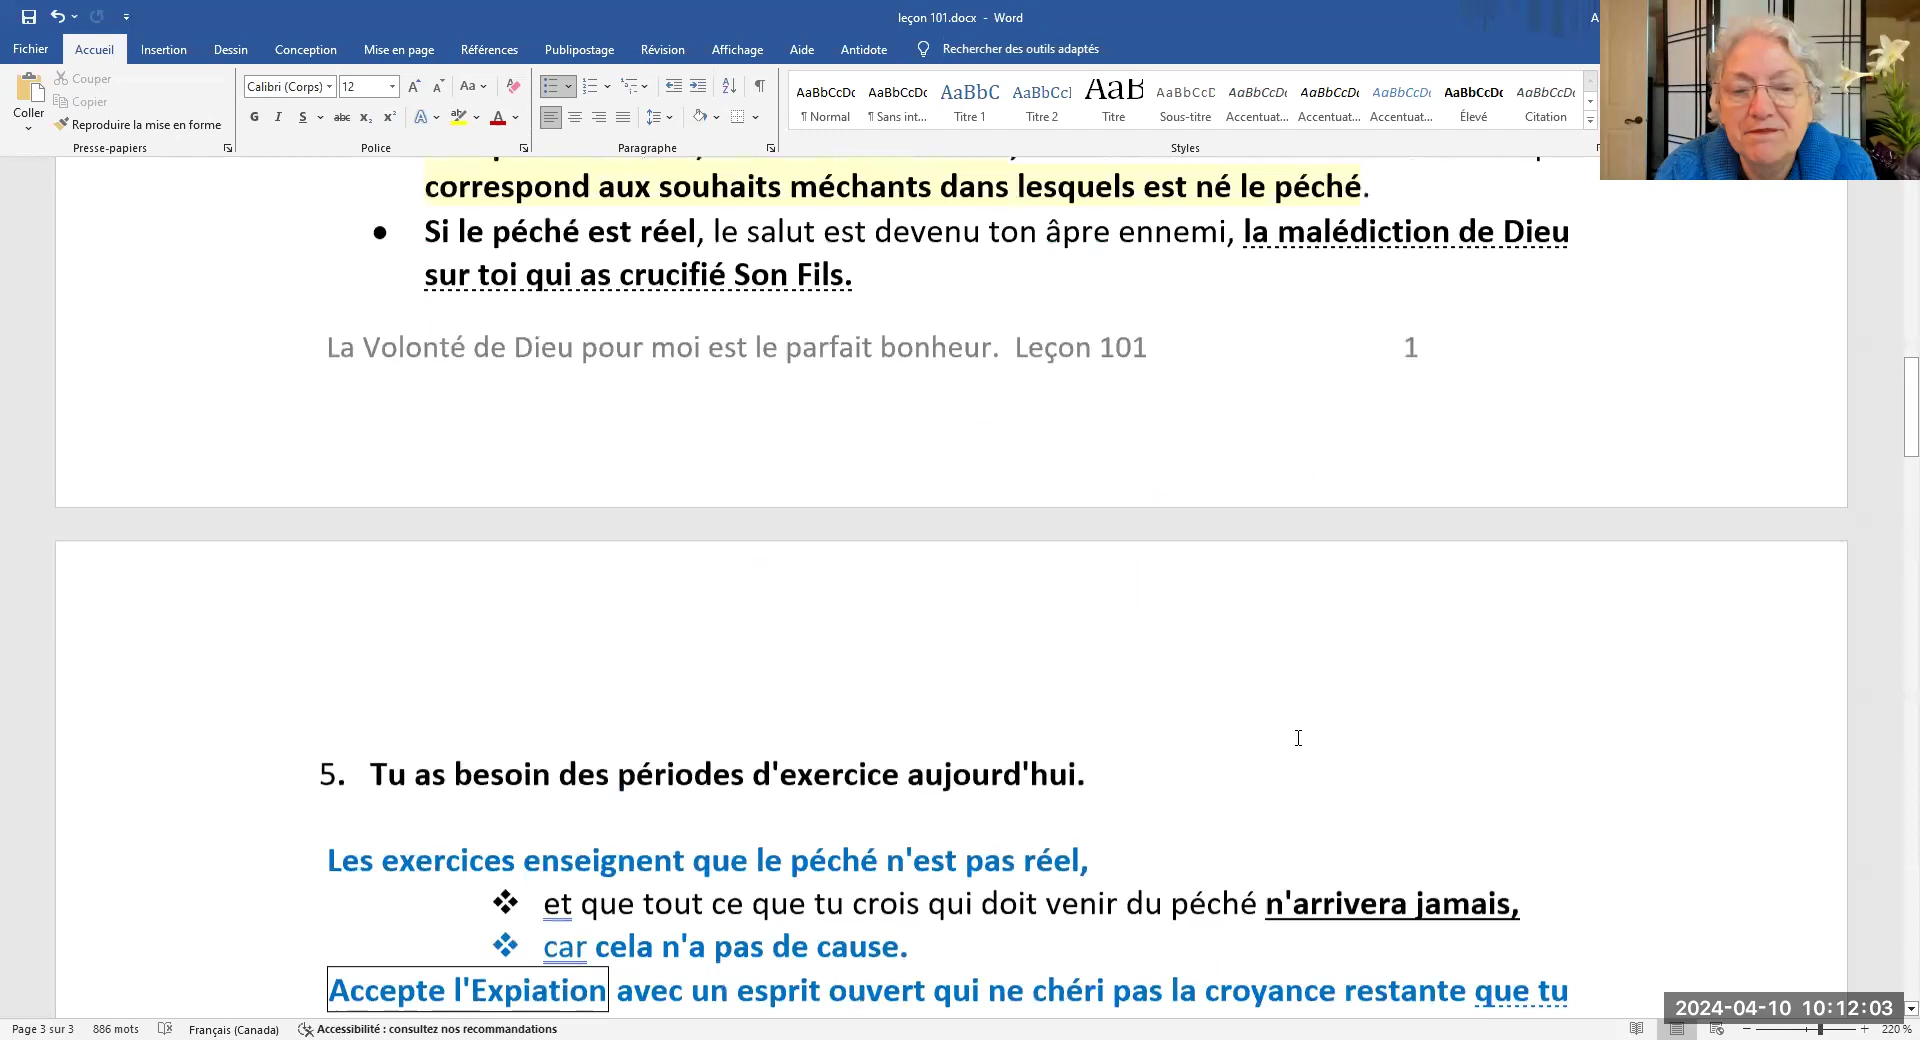 leçon 101.docx - Word
A
Fichier Accueil Insertion Dessin Conception Mise en page Références Publipostage Révision Affichage Aide Antidote Rechercher des outils adaptés
Coller
Couper
Copier
Reproduire la mise en forme
Presse-papiers
Calibri (Corps) 12
G I S abc x₂ x²
Police
Paragraphe
AaBbCcDc AaBbCcDc AaBbC AaBbCcI AaB AaBbCcD AaBbCcDc AaBbCcDc AaBbCcDc AaBbCcDc AaBbCcDc
¶ Normal ¶ Sans int... Titre 1 Titre 2 Titre Sous-titre Accentuat... Accentuat... Accentuat... Élevé Citation
Styles
correspond aux souhaits méchants dans lesquels est né le péché.
● Si le péché est réel, le salut est devenu ton âpre ennemi, la malédiction de Dieu
sur toi qui as crucifié Son Fils.
La Volonté de Dieu pour moi est le parfait bonheur. Leçon 101 1
5. Tu as besoin des périodes d'exercice aujourd'hui.
Les exercices enseignent que le péché n'est pas réel,
❖ et que tout ce que tu crois qui doit venir du péché n'arrivera jamais,
❖ car cela n'a pas de cause.
Accepte l'Expiation avec un esprit ouvert qui ne chéri pas la croyance restante que tu
2024-04-10 10:12:03
Page 3 sur 3 886 mots Français (Canada) Accessibilité : consultez nos recommandations 220 %